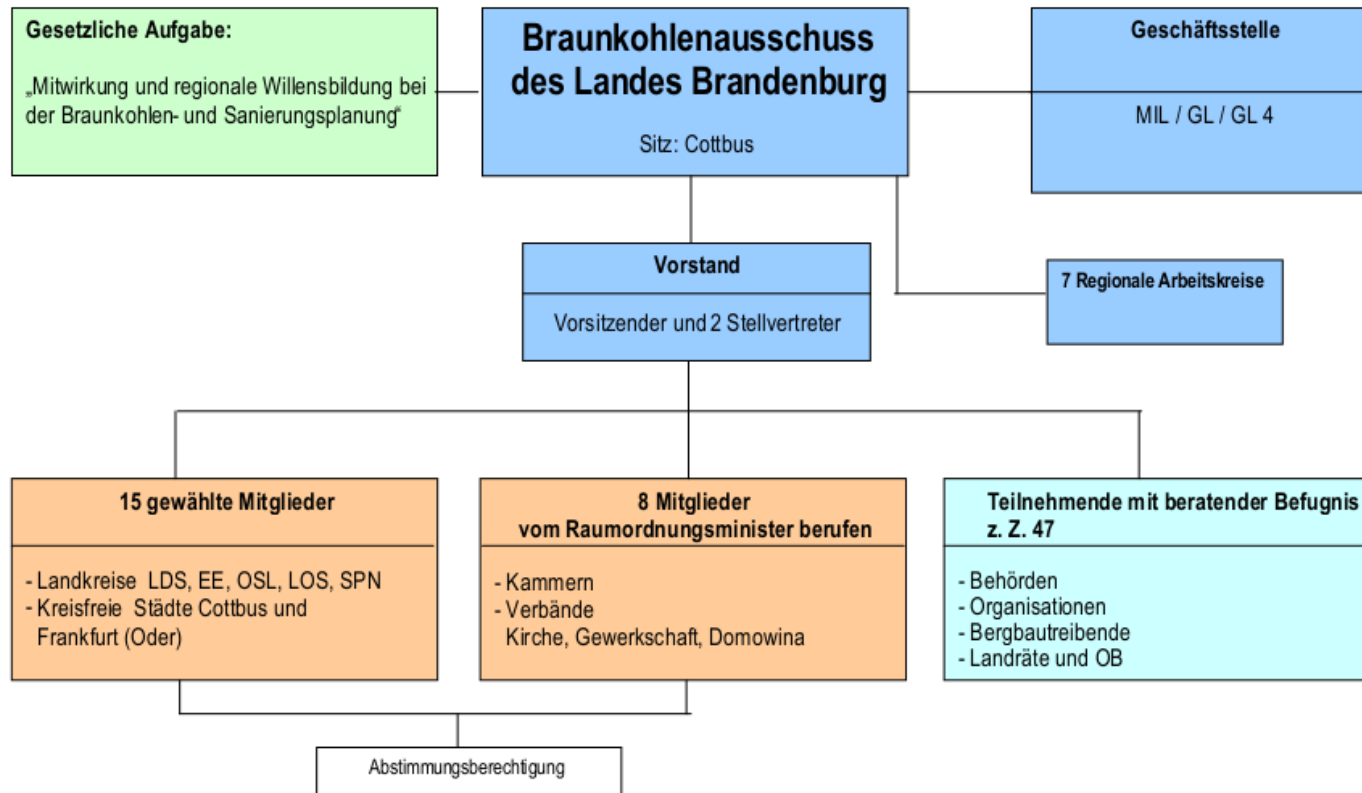 Gesetzliche Aufgabe:
„Mitwirkung und regionale Willensbildung bei
der Braunkohlen- und Sanierungsplanung“
Braunkohlenausschuss
des Landes Brandenburg
Sitz: Cottbus
Geschäftsstelle
MIL / GL / GL 4
Vorstand
Vorsitzender und 2 Stellvertreter
7 Regionale Arbeitskreise
15 gewählte Mitglieder
- Landkreise LDS, EE, OSL, LOS, SPN
- Kreisfreie Städte Cottbus und
Frankfurt (Oder)
8 Mitglieder
vom Raumordnungsminister berufen
- Kammern
- Verbände
Kirche, Gewerkschaft, Domowina
Teilnehmende mit beratender Befugnis
z. Z. 47
- Behörden
- Organisationen
- Bergbautreibende
- Landräte und OB
Abstimmungsberechtigung